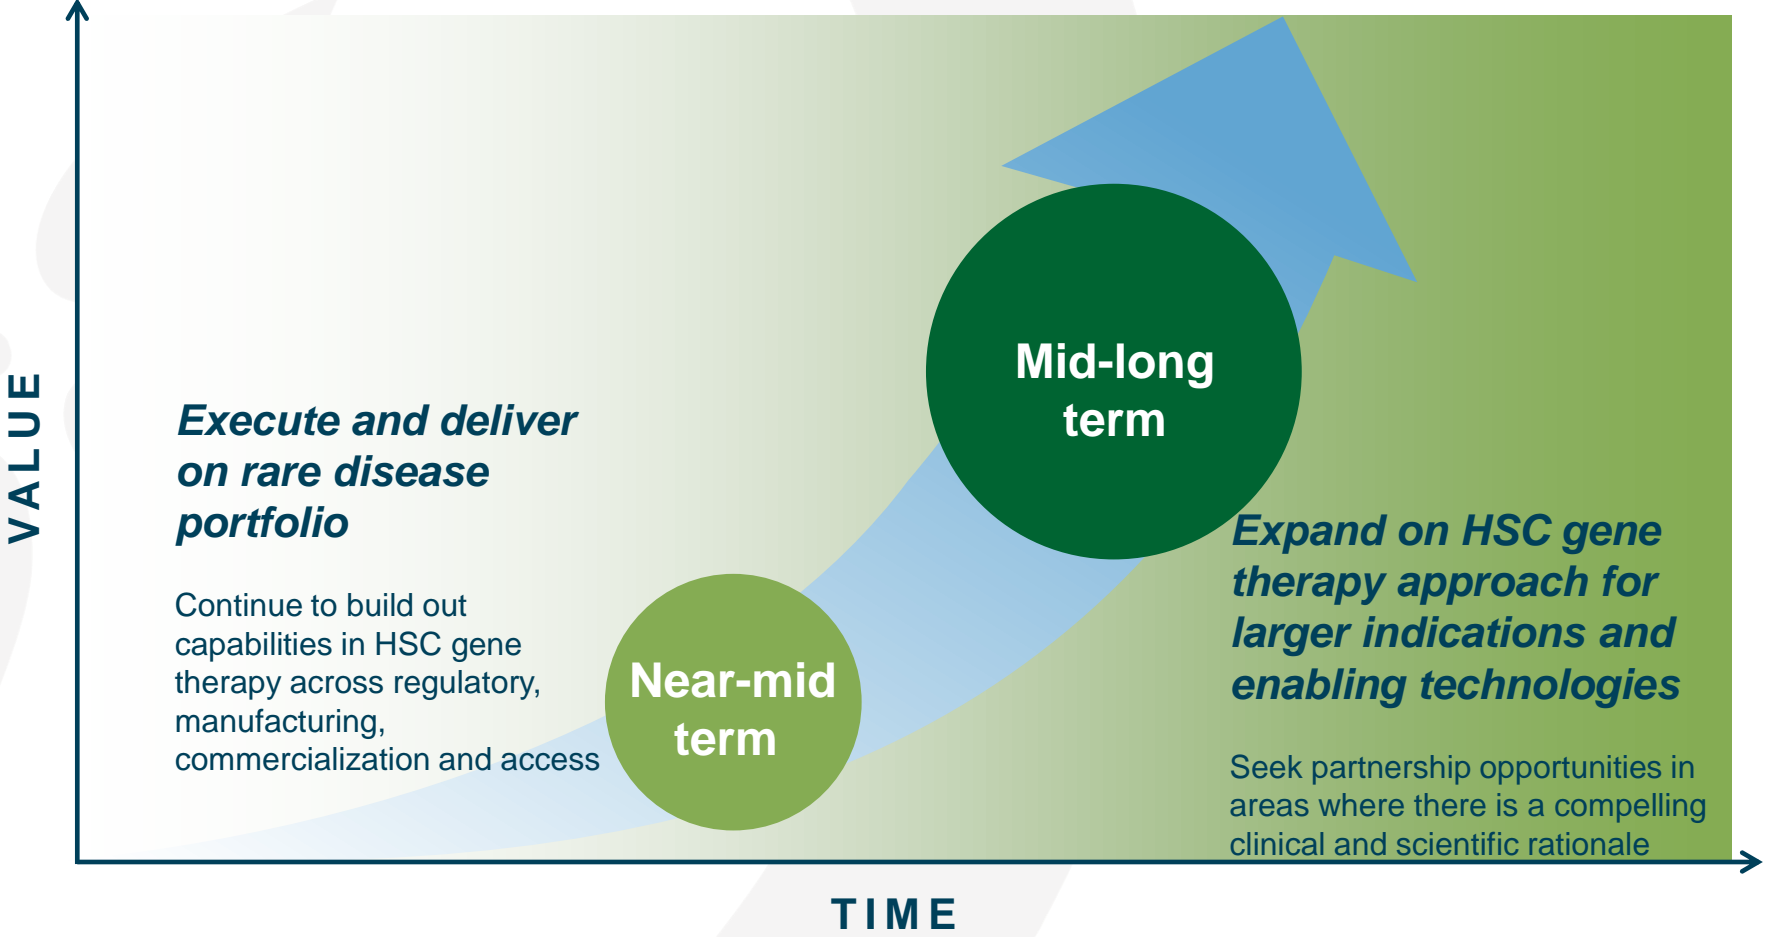 VALUE
Execute and deliver
on rare disease
portfolio
Continue to build out
capabilities in HSC gene
therapy across regulatory,
manufacturing,
commercialization and access
Near-mid
term
Mid-long
term
Expand on HSC gene
therapy approach for
larger indications and
enabling technologies
Seek partnership opportunities in
areas where there is a compelling
clinical and scientific rationale
TIME